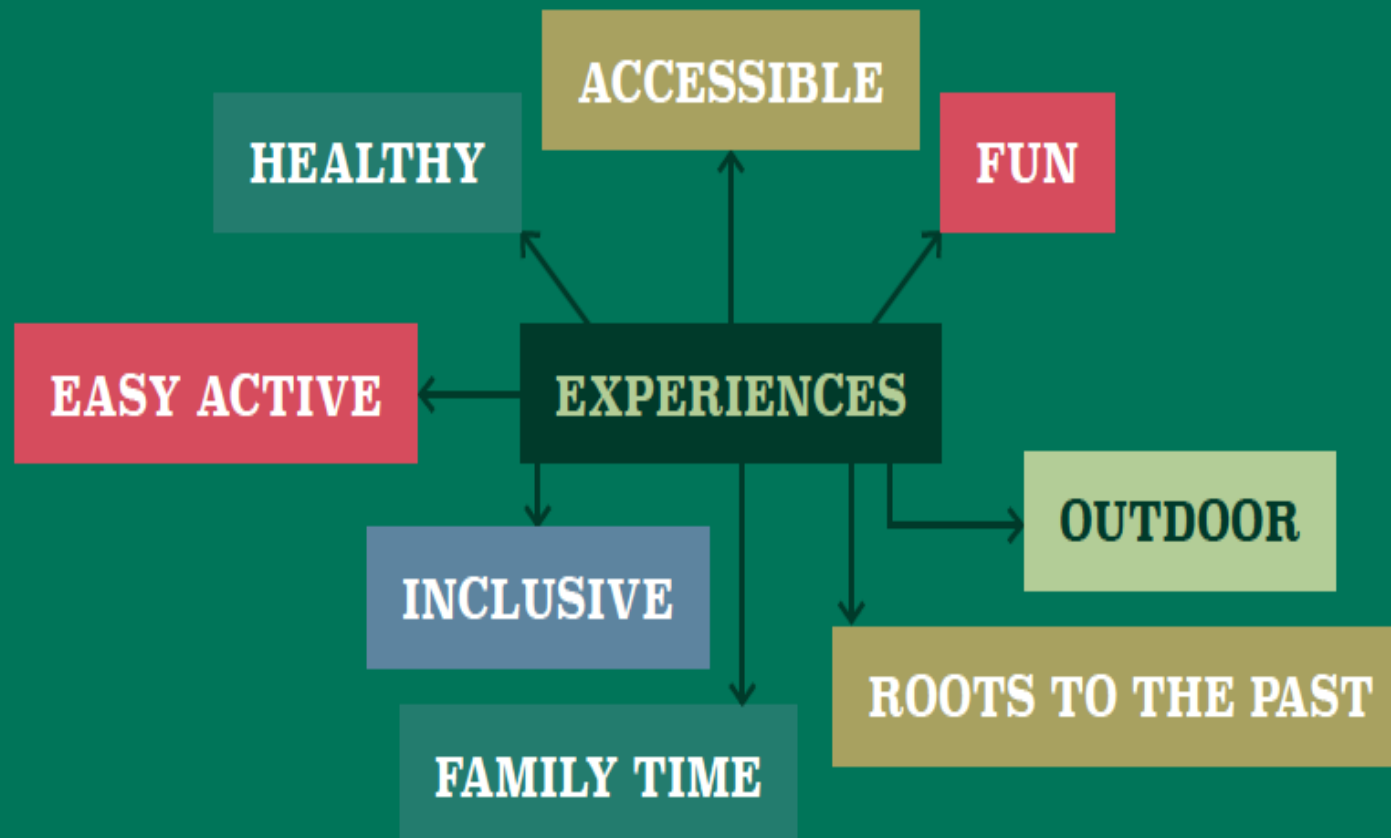 ACCESSIBLE
HEALTHY
FUN
EASY ACTIVE
EXPERIENCES
OUTDOOR
INCLUSIVE
ROOTS TO THE PAST
FAMILY TIME